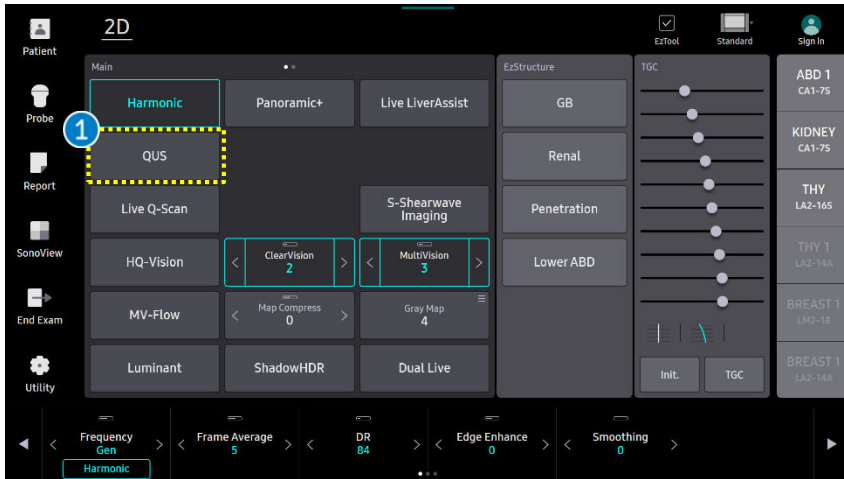 2D
EzTool
Standard
Sign In
Patient
Probe
Report
SonoView
End Exam
Utility
Main
Harmonic
Panoramic+
Live LiverAssist
1
QUS
Live Q-Scan
S-Shearwave
Imaging
HQ-Vision
< ClearVision >
2
< MultiVision >
3
MV-Flow
< Map Compress >
0
Gray Map
4
Luminant
ShadowHDR
Dual Live
EzStructure
GB
Renal
Penetration
Lower ABD
TGC
Init.
TGC
ABD 1
CA1-7S
KIDNEY
CA1-7S
THY
LA2-16S
THY 1
LA2-14A
BREAST 1
LM2-18
BREAST 1
LA2-14A
< Frequency >
Gen
Harmonic
< Frame Average >
5
< DR >
84
< Edge Enhance >
0
< Smoothing >
0